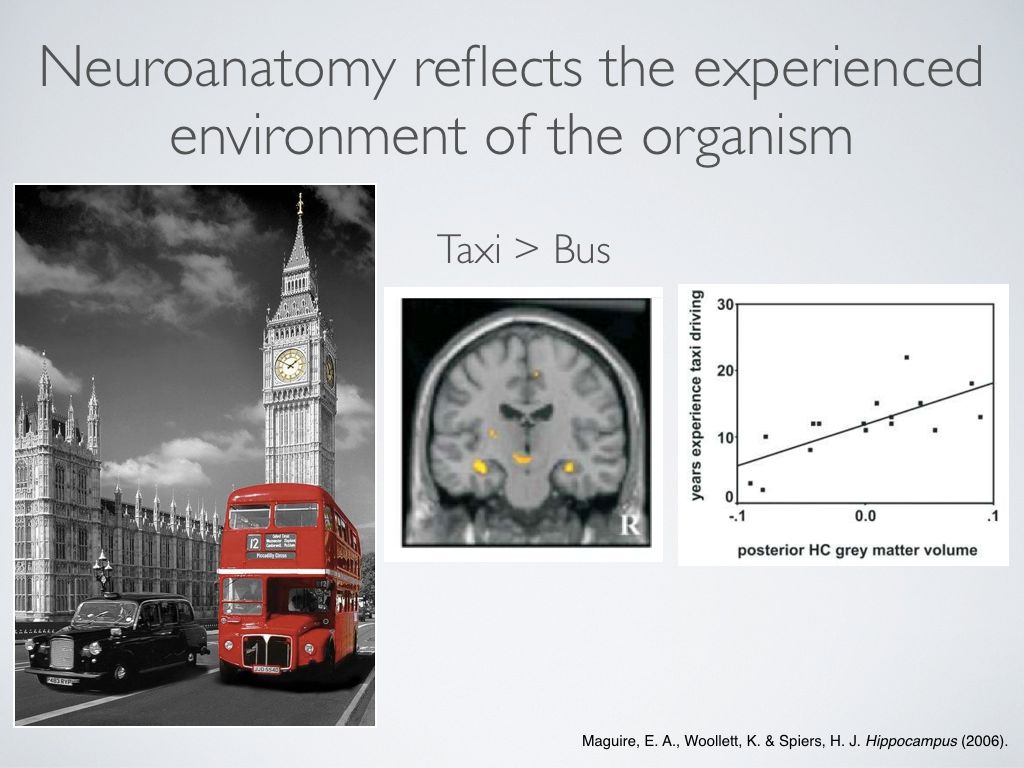 Neuroanatomy reflects the experienced
environment of the organism
Taxi > Bus
12
Piccadilly Circus
R
years experience taxi driving
30
20
10
0
-.1
0.0
.1
posterior HC grey matter volume
Maguire, E. A., Woollett, K. & Spiers, H. J. Hippocampus (2006).